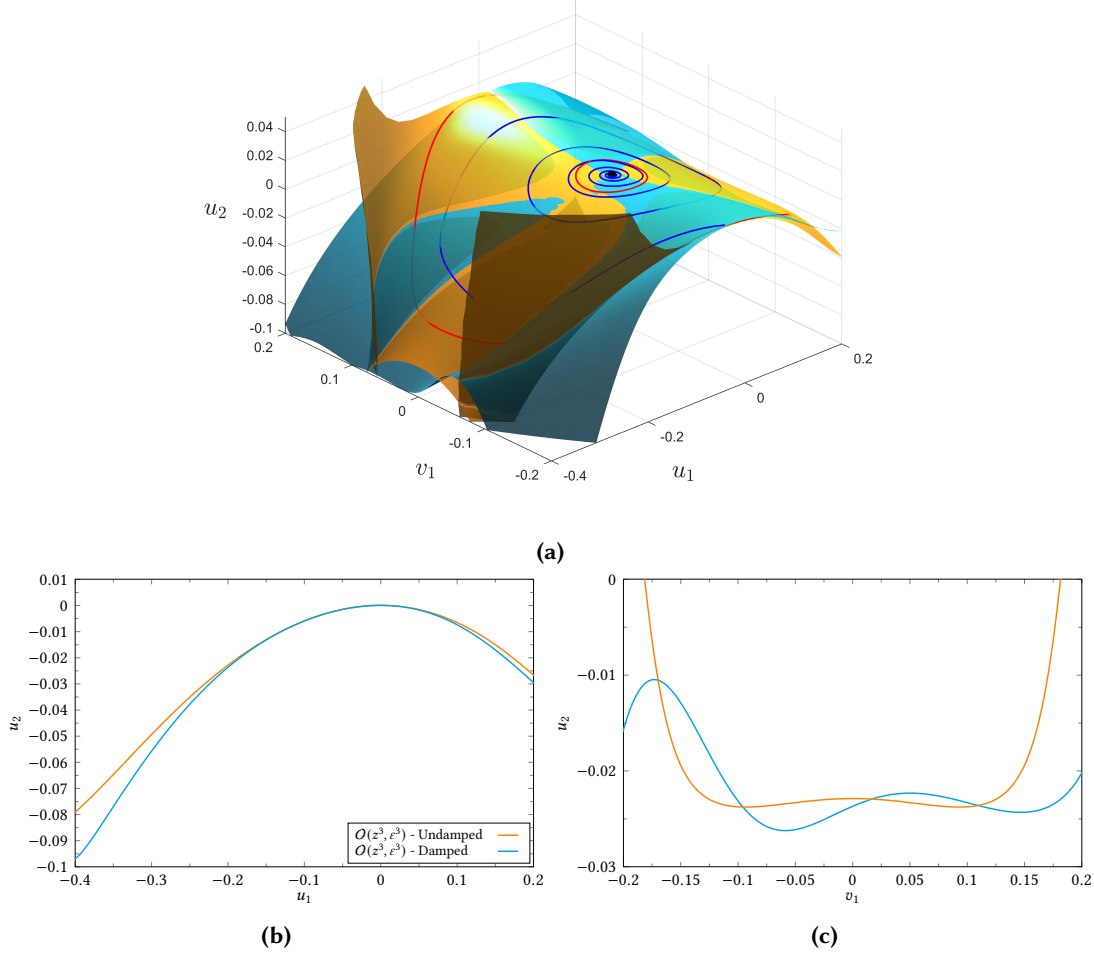 0.04
0.02
0
-0.02
-0.04
-0.06
-0.08
-0.1
u2
0.2
0.1
0
-0.1
-0.2
v1
-0.4
-0.2
0
0.2
u1
(a)
0.01
0
−0.01
−0.02
−0.03
−0.04
−0.05
−0.06
−0.07
−0.08
−0.09
−0.1
u2
O(z³, ε³) - Undamped
O(z³, ε³) - Damped
−0.4 −0.3 −0.2 −0.1 0 0.1 0.2
u1
(b)
0
−0.01
−0.02
−0.03
u2
−0.2 −0.15 −0.1 −0.05 0 0.05 0.1 0.15 0.2
v1
(c)